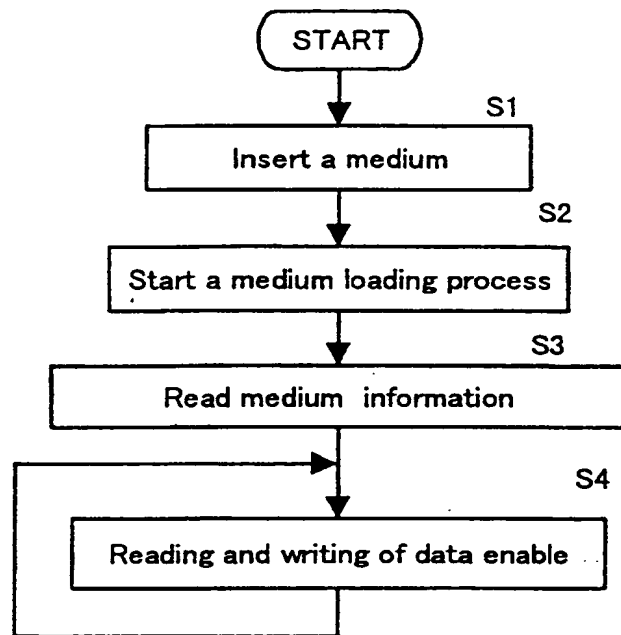 START
S1
Insert a medium
S2
Start a medium loading process
S3
Read medium information
S4
Reading and writing of data enable